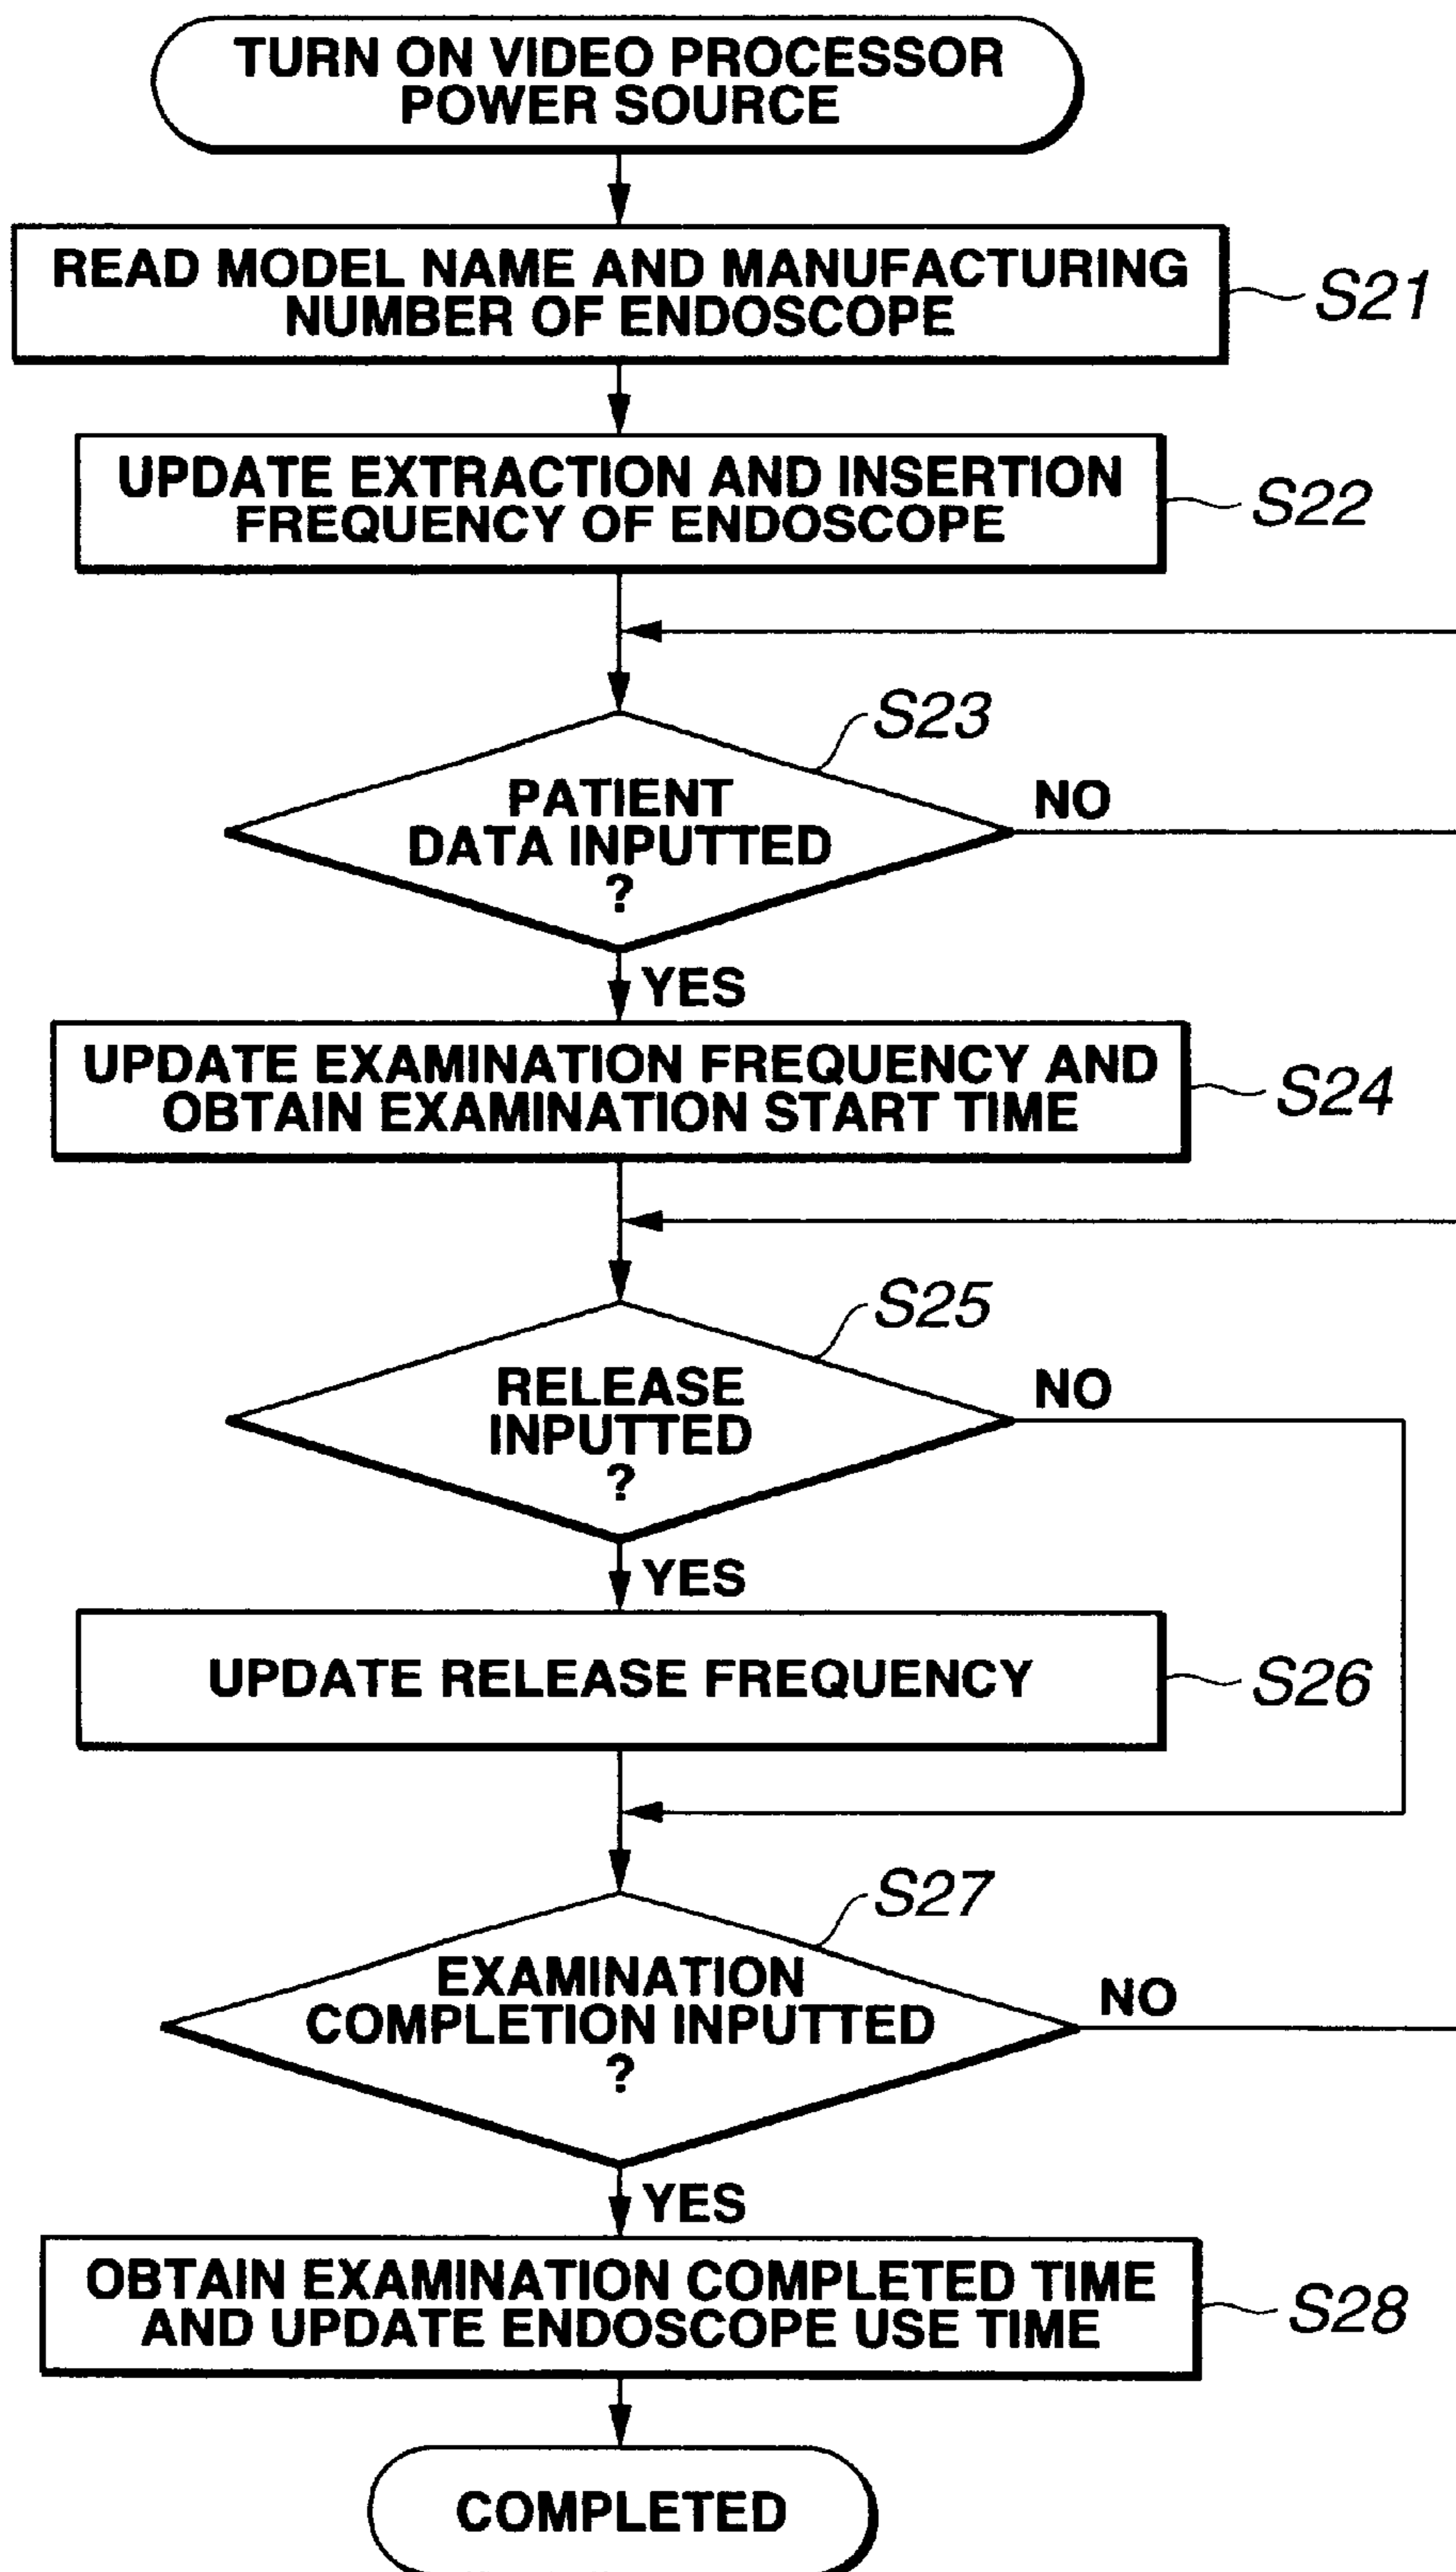 TURN ON VIDEO PROCESSOR
POWER SOURCE
READ MODEL NAME AND MANUFACTURING
NUMBER OF ENDOSCOPE
S21
UPDATE EXTRACTION AND INSERTION
FREQUENCY OF ENDOSCOPE
S22
S23
PATIENT
DATA INPUTTED
?
NO
YES
UPDATE EXAMINATION FREQUENCY AND
OBTAIN EXAMINATION START TIME
S24
S25
RELEASE
INPUTTED
?
NO
YES
UPDATE RELEASE FREQUENCY
S26
S27
EXAMINATION
COMPLETION INPUTTED
?
NO
YES
OBTAIN EXAMINATION COMPLETED TIME
AND UPDATE ENDOSCOPE USE TIME
S28
COMPLETED